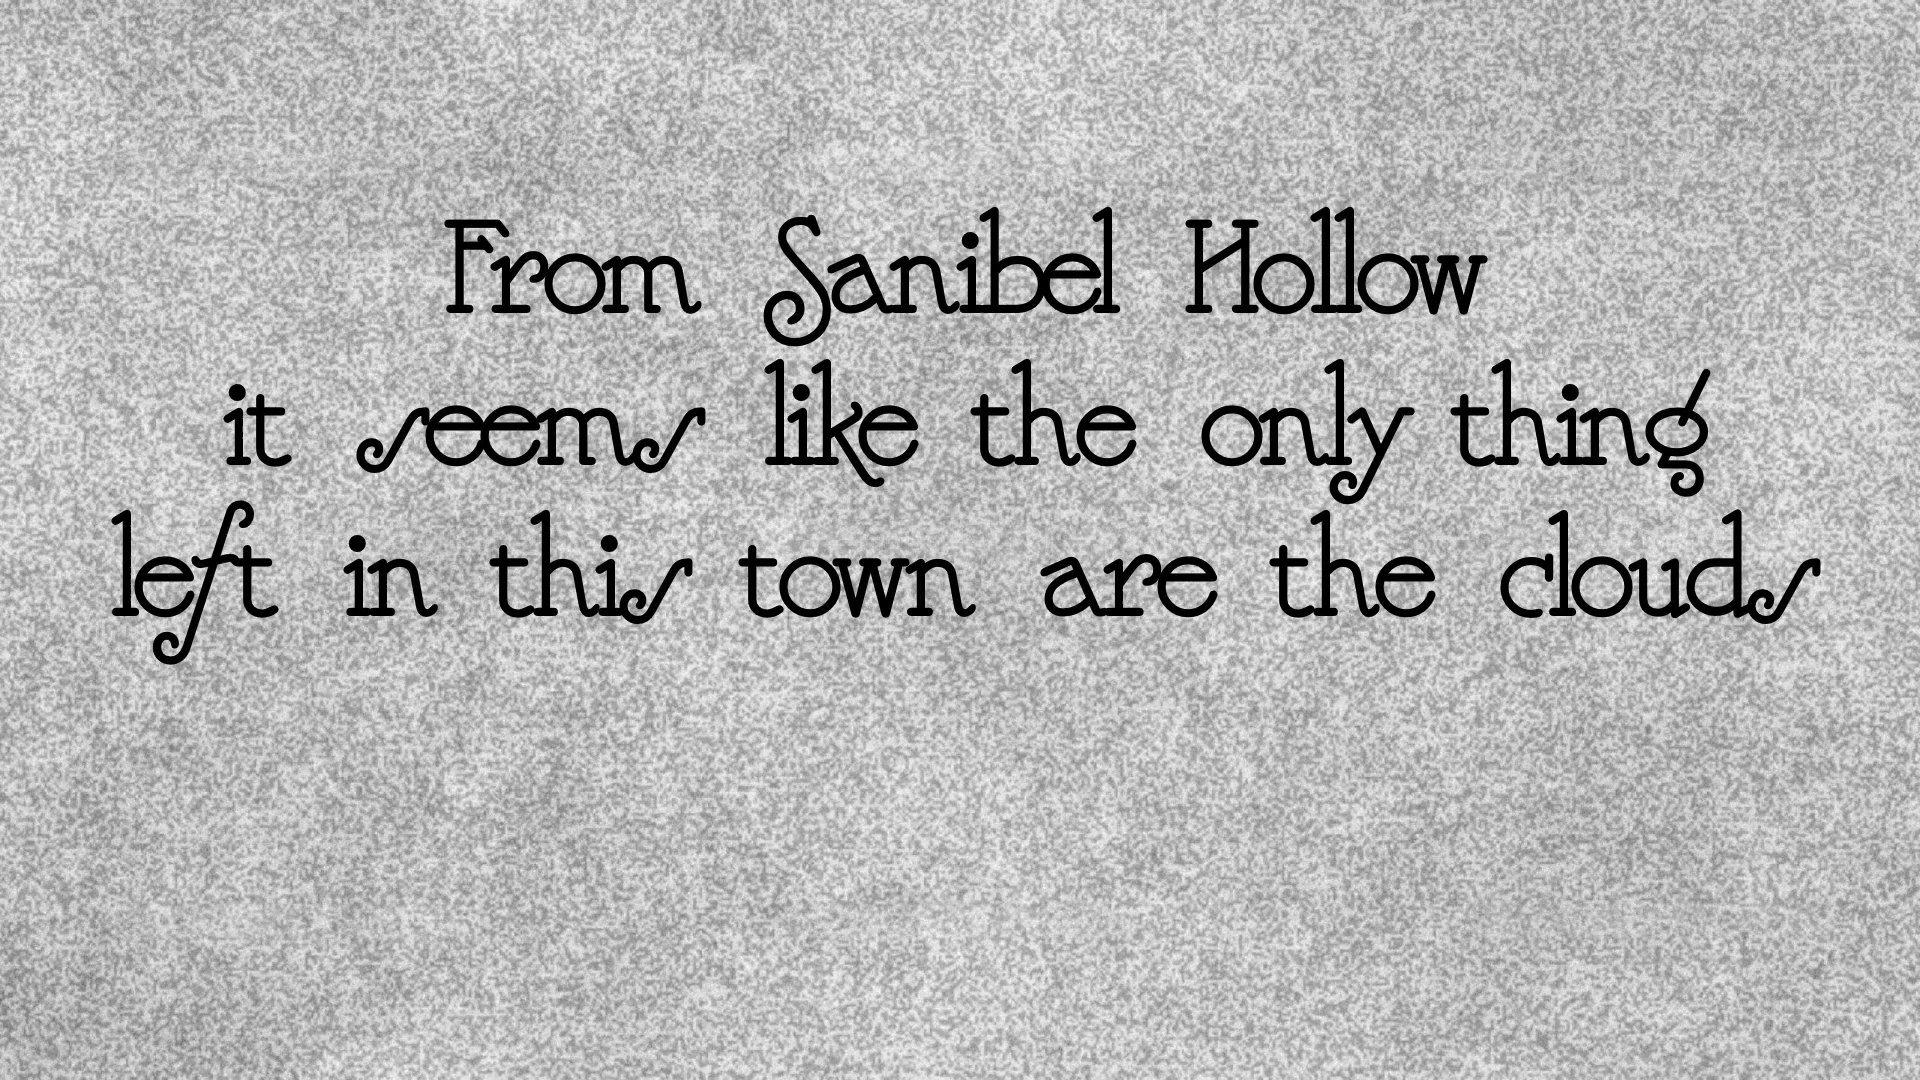 From Sanibel Hollow
it seems like the only thing
left in this town are the clouds